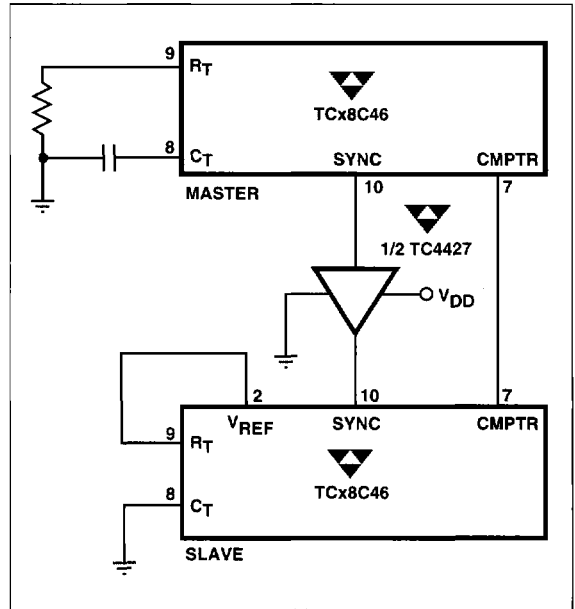 9 RT
TCx8C46
8 CT
SYNC CMPTR
MASTER
10 7
1/2 TC4427
VDD
10 7
2
VREF SYNC CMPTR
9 RT
TCx8C46
8 CT
SLAVE